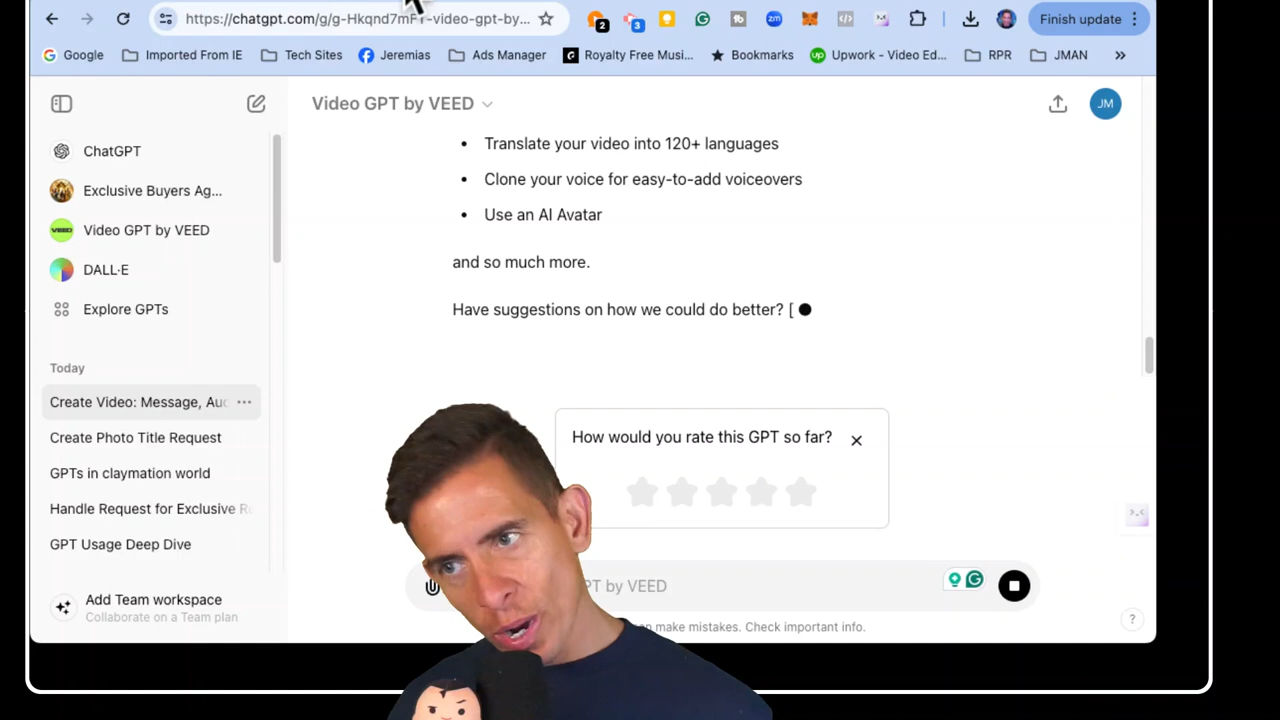 https://chatgpt.com/g/g-Hkqnd7mFr-video-gpt-by...
2
3
Finish update
Google
Imported From IE
Tech Sites
Jeremias
Ads Manager
Royalty Free Musi...
Bookmarks
Upwork - Video Ed...
RPR
JMAN
»
Video GPT by VEED
JM
ChatGPT
Exclusive Buyers Ag...
Video GPT by VEED
DALL·E
Explore GPTs
Today
Create Video: Message, Au
Create Photo Title Request
GPTs in claymation world
Handle Request for Exclusive R
GPT Usage Deep Dive
Add Team workspace
Collaborate on a Team plan
• Translate your video into 120+ languages
• Clone your voice for easy-to-add voiceovers
• Use an AI Avatar
and so much more.
Have suggestions on how we could do better? [
How would you rate this GPT so far?
PT by VEED
make mistakes. Check important info.
?